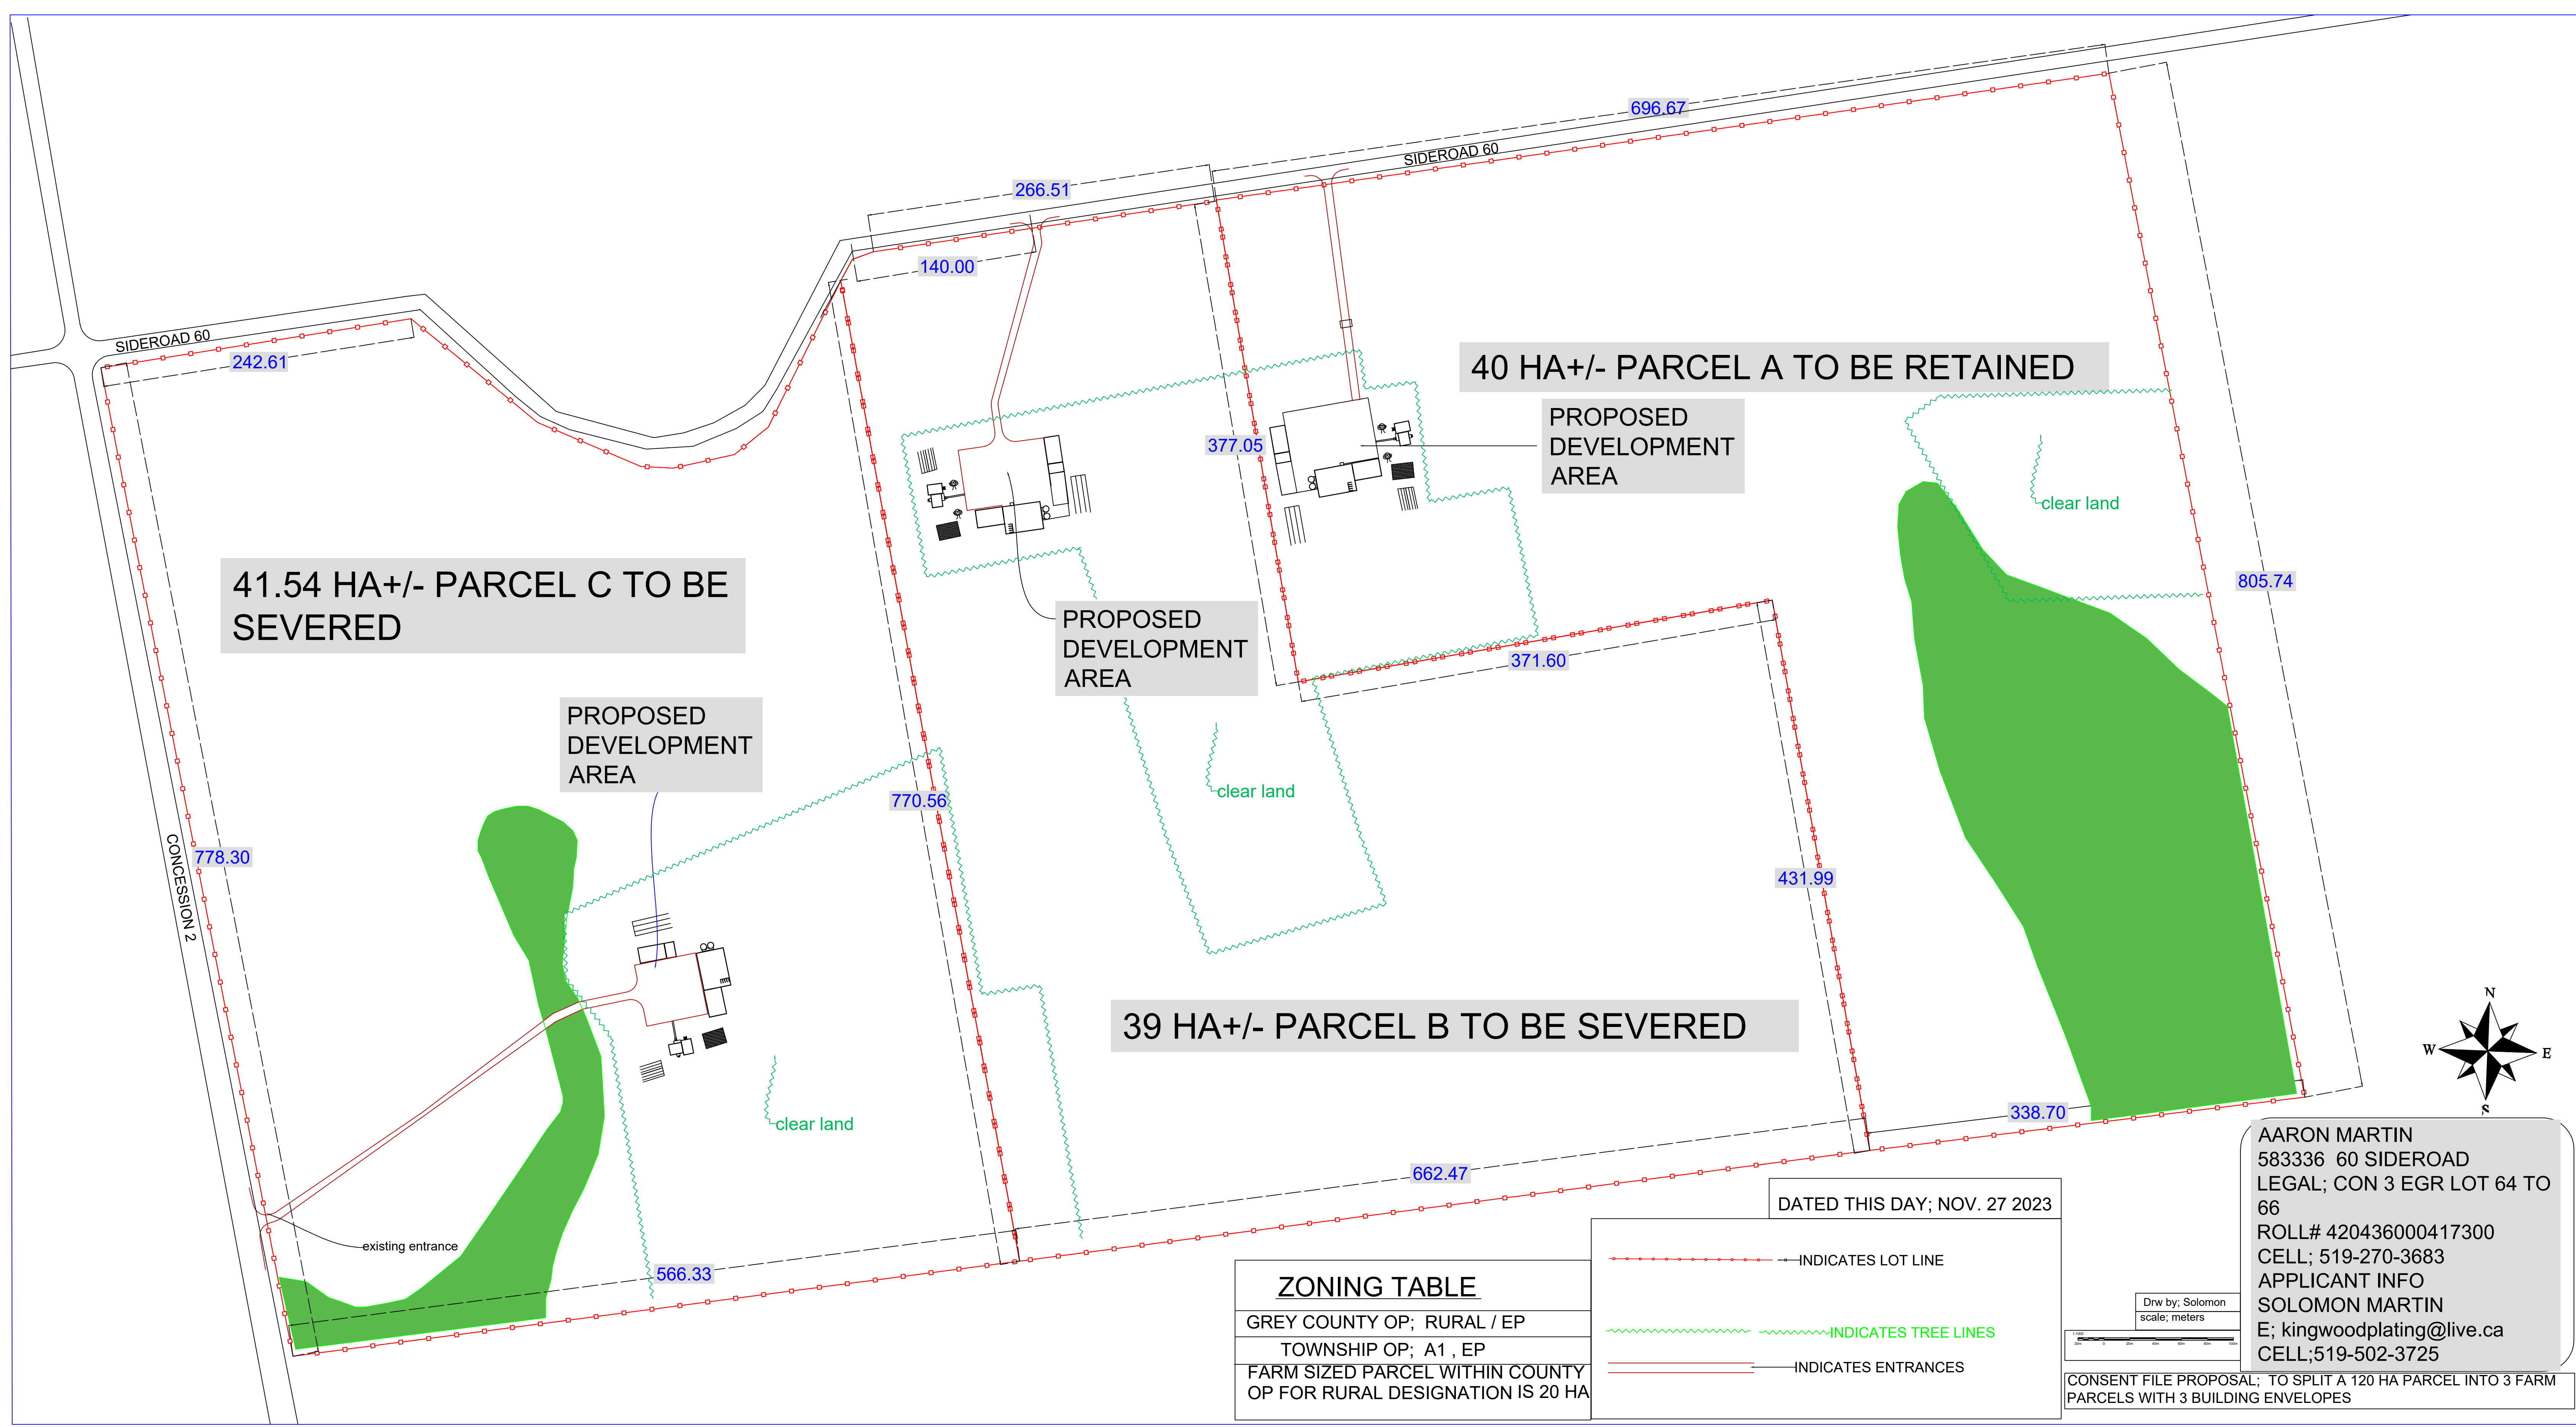 696.67
SIDEROAD 60
266.51
140.00
SIDEROAD 60
242.61
40 HA+/- PARCEL A TO BE RETAINED
PROPOSED
DEVELOPMENT
AREA
377.05
clear land
41.54 HA+/- PARCEL C TO BE
SEVERED
805.74
PROPOSED
DEVELOPMENT
AREA
371.60
PROPOSED
DEVELOPMENT
AREA
clear land
770.56
CONCESSION 2
778.30
431.99
39 HA+/- PARCEL B TO BE SEVERED
N
W
E
S
clear land
338.70
662.47
existing entrance
566.33
DATED THIS DAY; NOV. 27 2023
INDICATES LOT LINE
INDICATES TREE LINES
INDICATES ENTRANCES
ZONING TABLE
GREY COUNTY OP; RURAL / EP
TOWNSHIP OP; A1 , EP
FARM SIZED PARCEL WITHIN COUNTY
OP FOR RURAL DESIGNATION IS 20 HA
AARON MARTIN
583336 60 SIDEROAD
LEGAL; CON 3 EGR LOT 64 TO
66
ROLL# 420436000417300
CELL; 519-270-3683
APPLICANT INFO
SOLOMON MARTIN
E; kingwoodplating@live.ca
CELL;519-502-3725
Drw by; Solomon
scale; meters
CONSENT FILE PROPOSAL; TO SPLIT A 120 HA PARCEL INTO 3 FARM
PARCELS WITH 3 BUILDING ENVELOPES